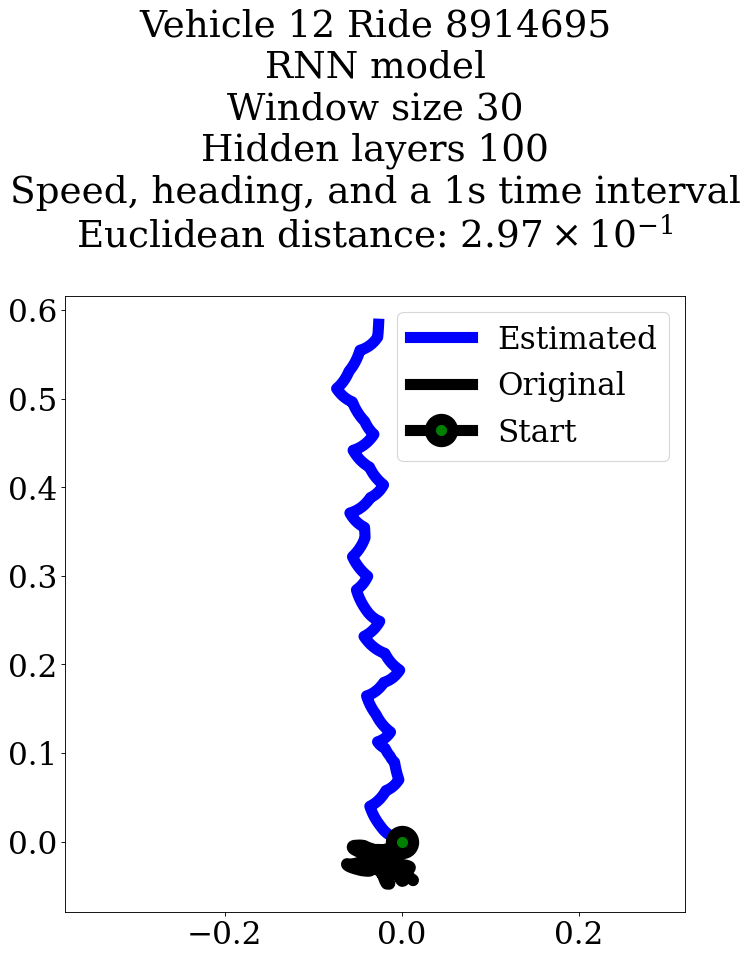 Vehicle 12 Ride 8914695
RNN model
Window size 30
Hidden layers 100
Speed, heading, and a 1s time interval
Euclidean distance: 2.97 × 10⁻¹
0.6
0.5
0.4
0.3
0.2
0.1
0.0
Estimated
Original
Start
−0.2
0.0
0.2